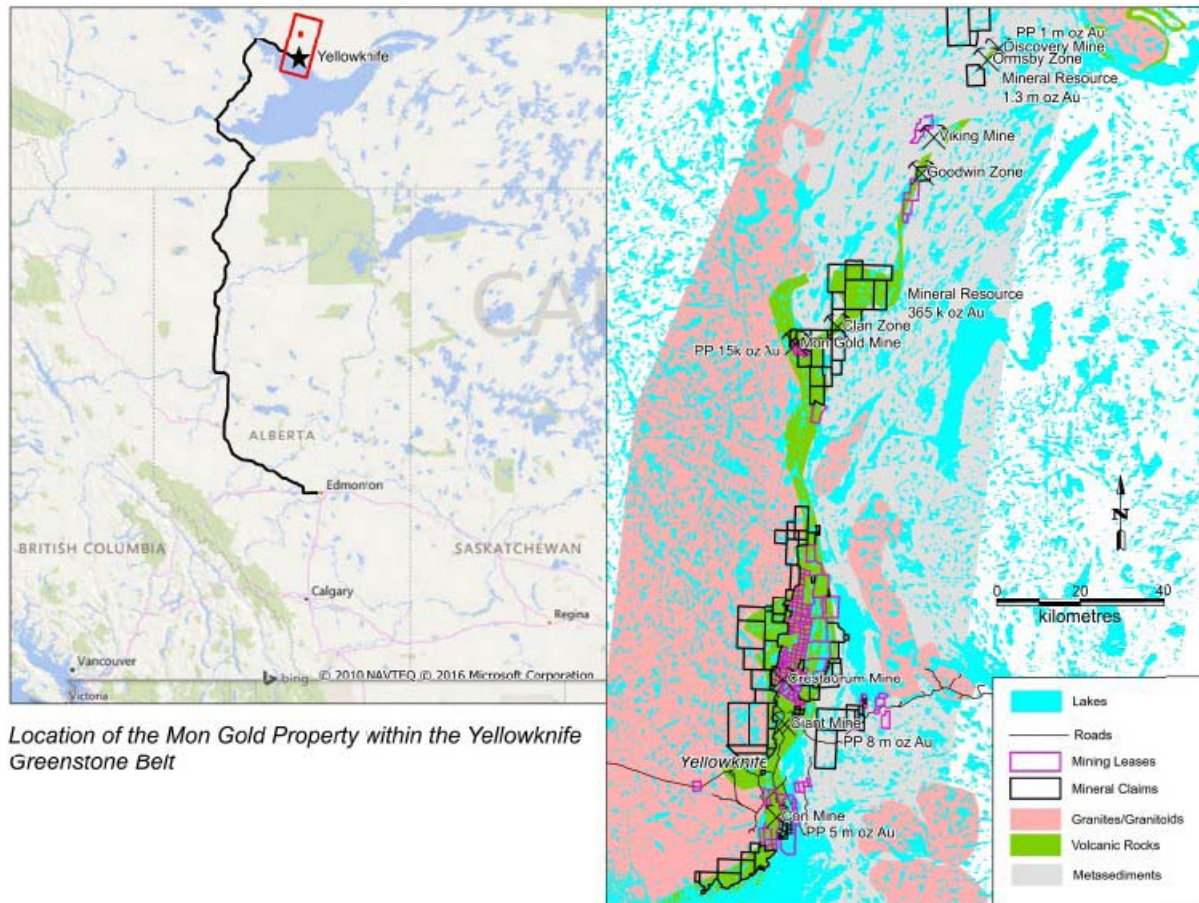 Yellowknife
CAN
ALBERTA
Edmonton
BRITISH COLUMBIA
SASKATCHEWAN
Calgary
Regina
Vancouver
bing
© 2010 NAVTEQ © 2016 Microsoft Corporation
Victoria
Location of the Mon Gold Property within the Yellowknife
Greenstone Belt
PP 1 m oz Au
Discovery Mine
Ormsby Zone
Mineral Resource
1.3 m oz Au
Viking Mine
Goodwin Zone
Mineral Resource
365 k oz Au
Clan Zone
Mon Gold Mine
PP 15k oz Au
N
0 20 40
kilometres
Crestaurum Mine
Giant Mine
PP 8 m oz Au
Yellowknife
Con Mine
PP 5 m oz Au
Lakes
Roads
Mining Leases
Mineral Claims
Granites/Granitoids
Volcanic Rocks
Metasediments